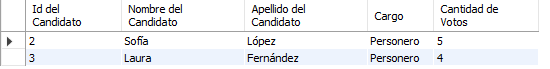 Id del Candidato Nombre del Candidato Apellido del Candidato Cargo Cantidad de Votos
2 Sofía López Personero 5
3 Laura Fernández Personero 4